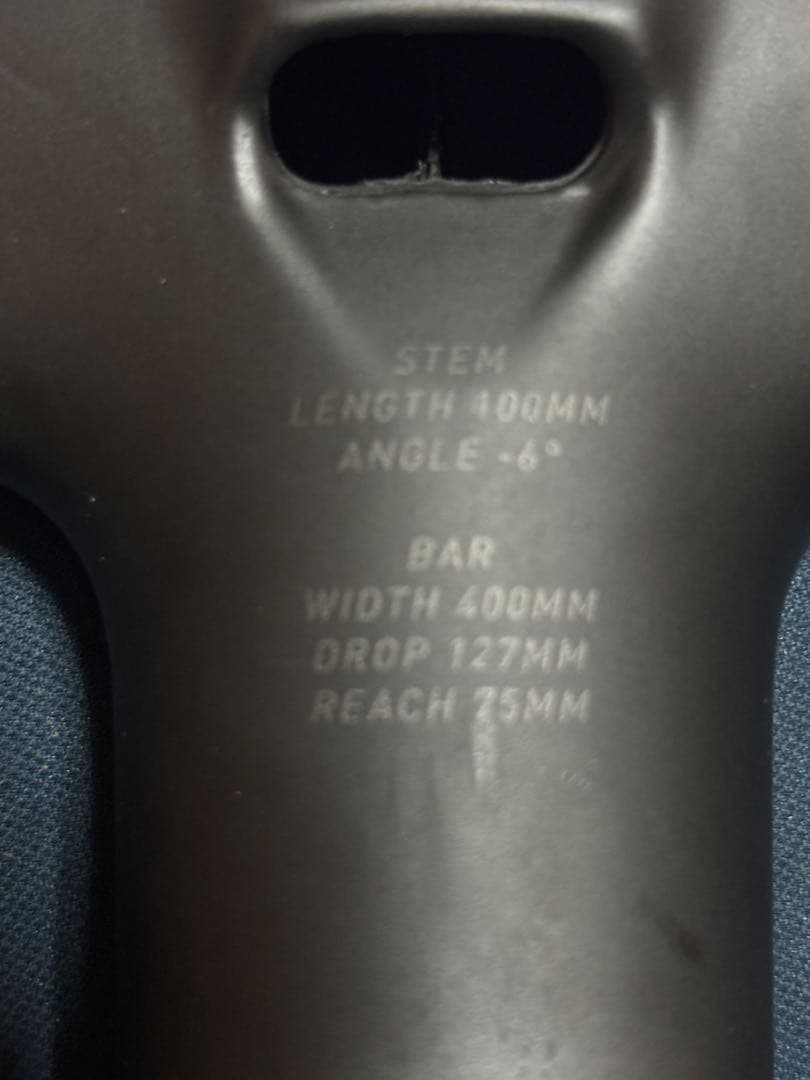 STEM
LENGTH 100MM
ANGLE -6°
BAR
WIDTH 400MM
DROP 127MM
REACH 75MM